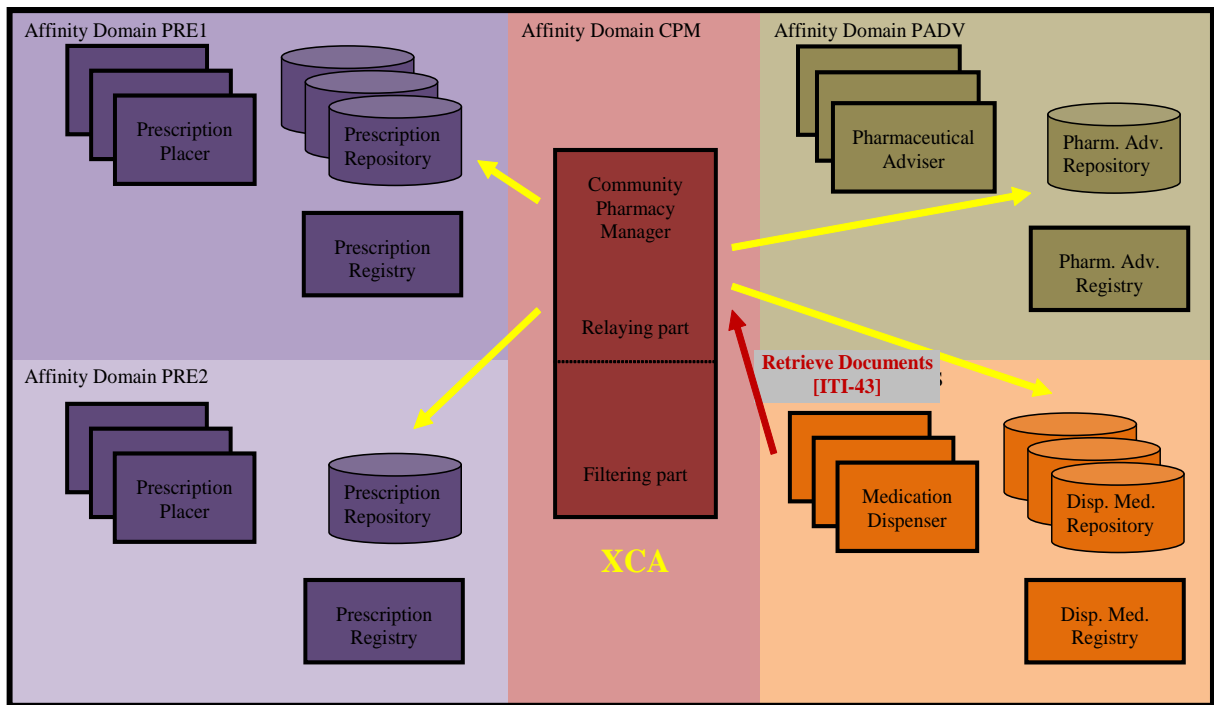 Affinity Domain PRE1
Prescription
Placer
Prescription
Repository
Prescription
Registry
Affinity Domain CPM
Community
Pharmacy
Manager
Relaying part
Filtering part
XCA
Affinity Domain PADV
Pharmaceutical
Adviser
Pharm. Adv.
Repository
Pharm. Adv.
Registry
Affinity Domain PRE2
Prescription
Placer
Prescription
Repository
Prescription
Registry
Retrieve Documents
[ITI-43]
Medication
Dispenser
Disp. Med.
Repository
Disp. Med.
Registry